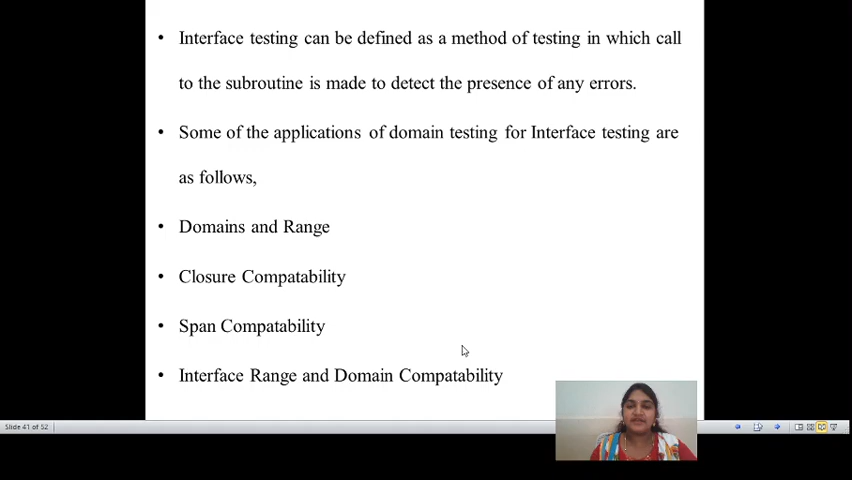 • Interface testing can be defined as a method of testing in which call
to the subroutine is made to detect the presence of any errors.
• Some of the applications of domain testing for Interface testing are
as follows,
• Domains and Range
• Closure Compatability
• Span Compatability
• Interface Range and Domain Compatability
Slide 41 of 52